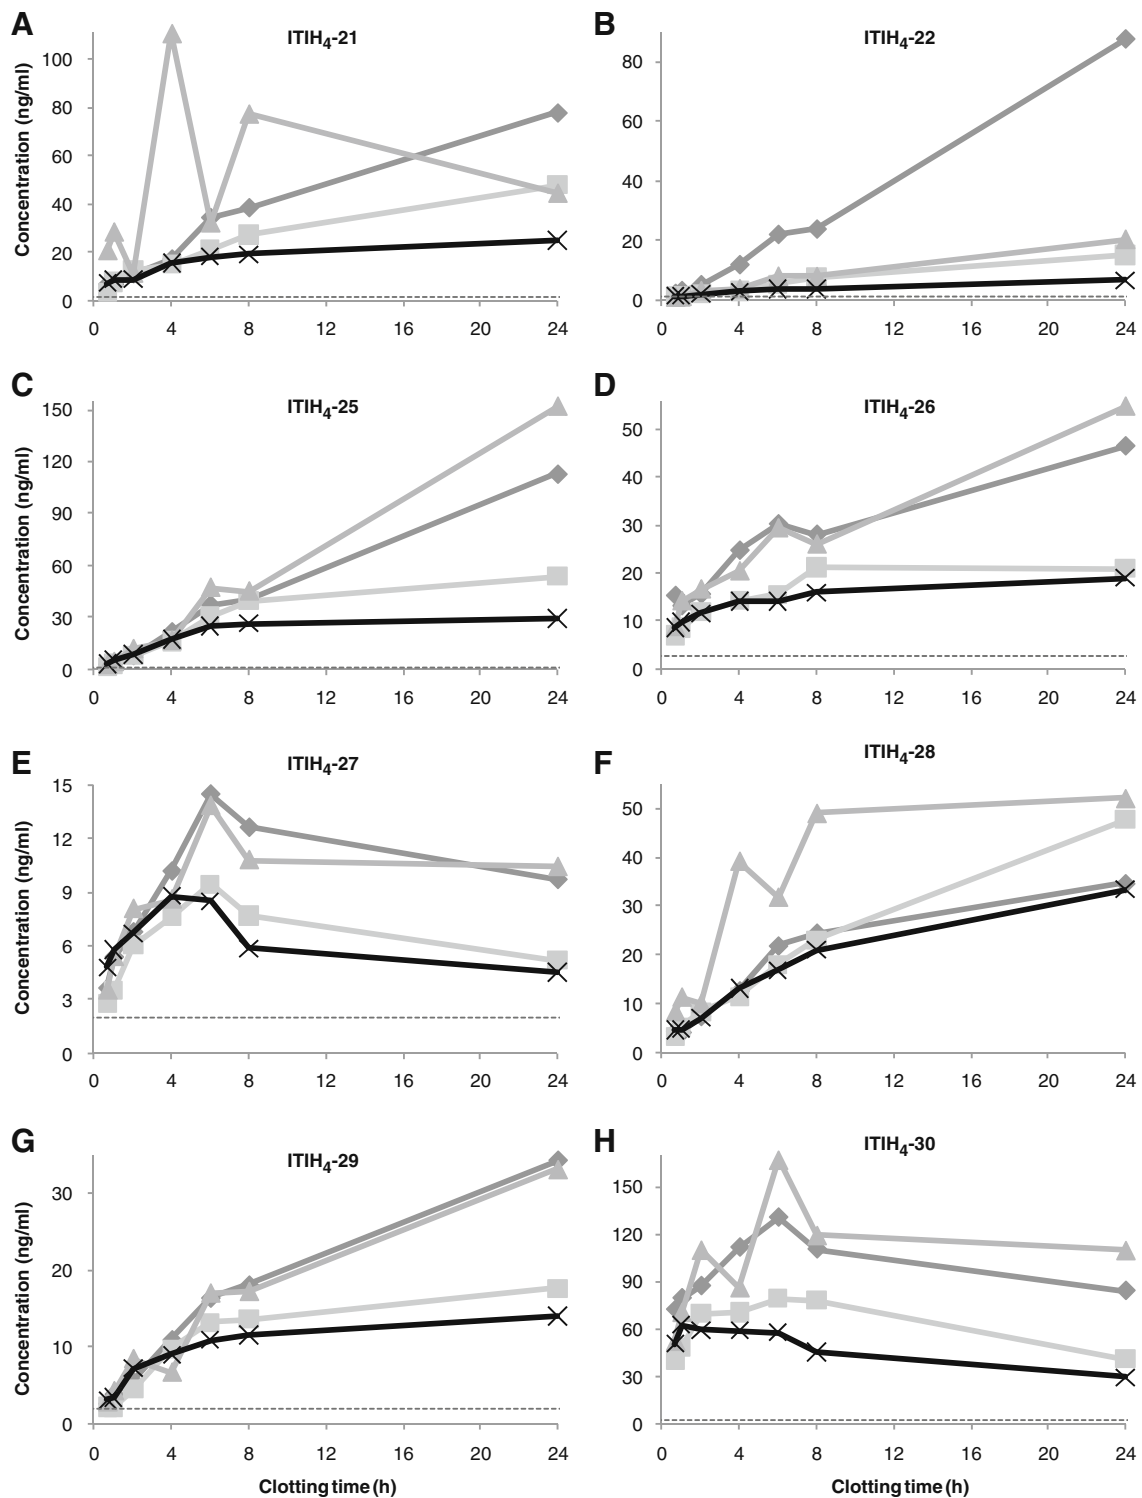 A
ITIH4-21
Concentration (ng/ml)
100
80
60
40
20
0
0 4 8 12 16 20 24
B
ITIH4-22
80
60
40
20
0
0 4 8 12 16 20 24
C
ITIH4-25
Concentration (ng/ml)
150
120
90
60
30
0
0 4 8 12 16 20 24
D
ITIH4-26
50
40
30
20
10
0
0 4 8 12 16 20 24
E
ITIH4-27
Concentration (ng/ml)
15
12
9
6
3
0
0 4 8 12 16 20 24
F
ITIH4-28
50
40
30
20
10
0
0 4 8 12 16 20 24
G
ITIH4-29
Concentration (ng/ml)
30
20
10
0
0 4 8 12 16 20 24
Clotting time (h)
H
ITIH4-30
150
120
90
60
30
0
0 4 8 12 16 20 24
Clotting time (h)